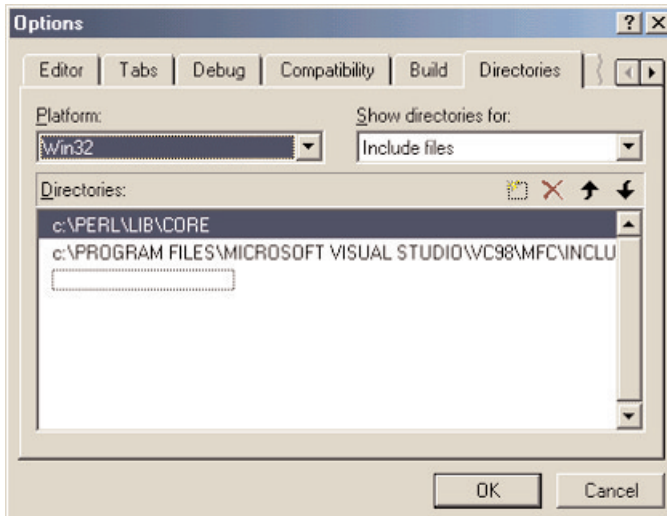 Options
Editor Tabs Debug Compatibility Build Directories
Platform: Show directories for:
Win32 Include files
Directories:
c:\PERL\LIB\CORE
c:\PROGRAM FILES\MICROSOFT VISUAL STUDIO\VC98\MFC\INCLU
OK Cancel